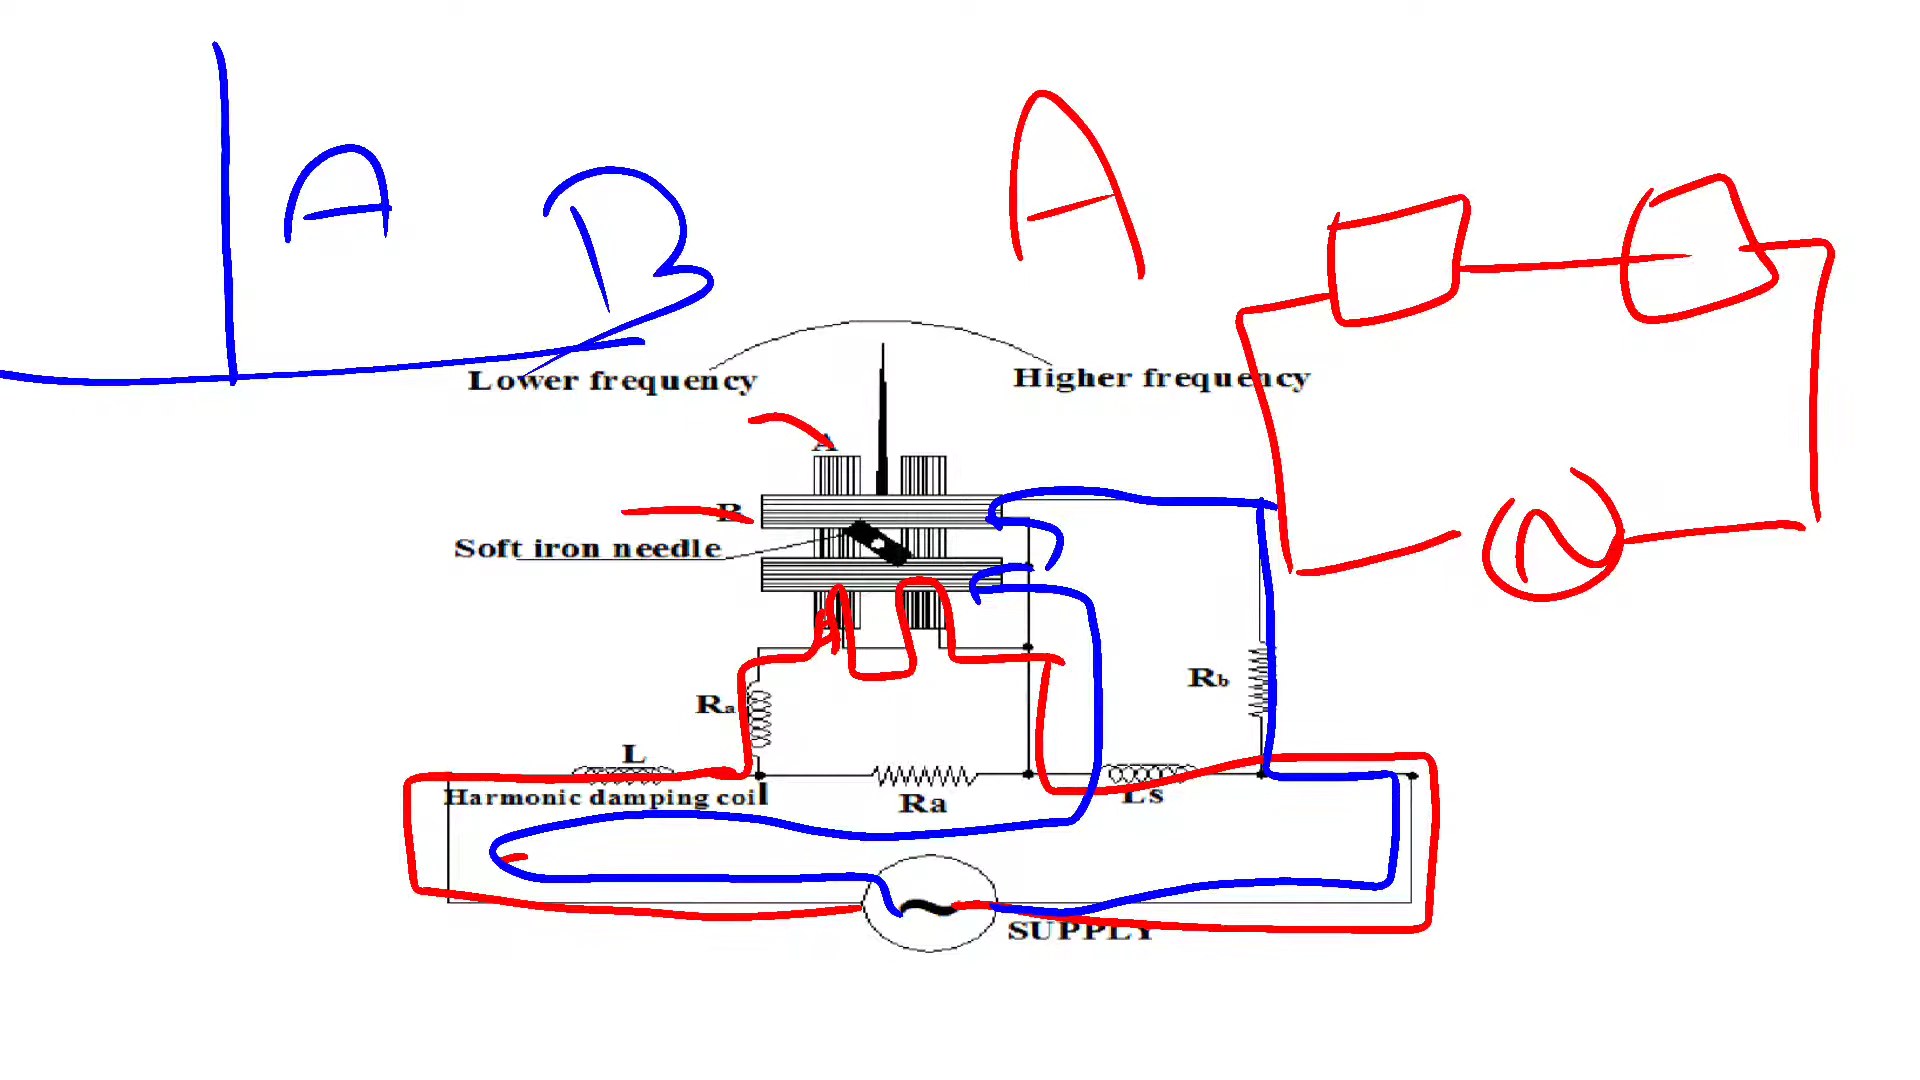 A B
A
Lower frequency
Higher frequency
A
B
Soft iron needle
Ra
Rb
L
Harmonic damping coil
Ra
Ls
SUPPLY